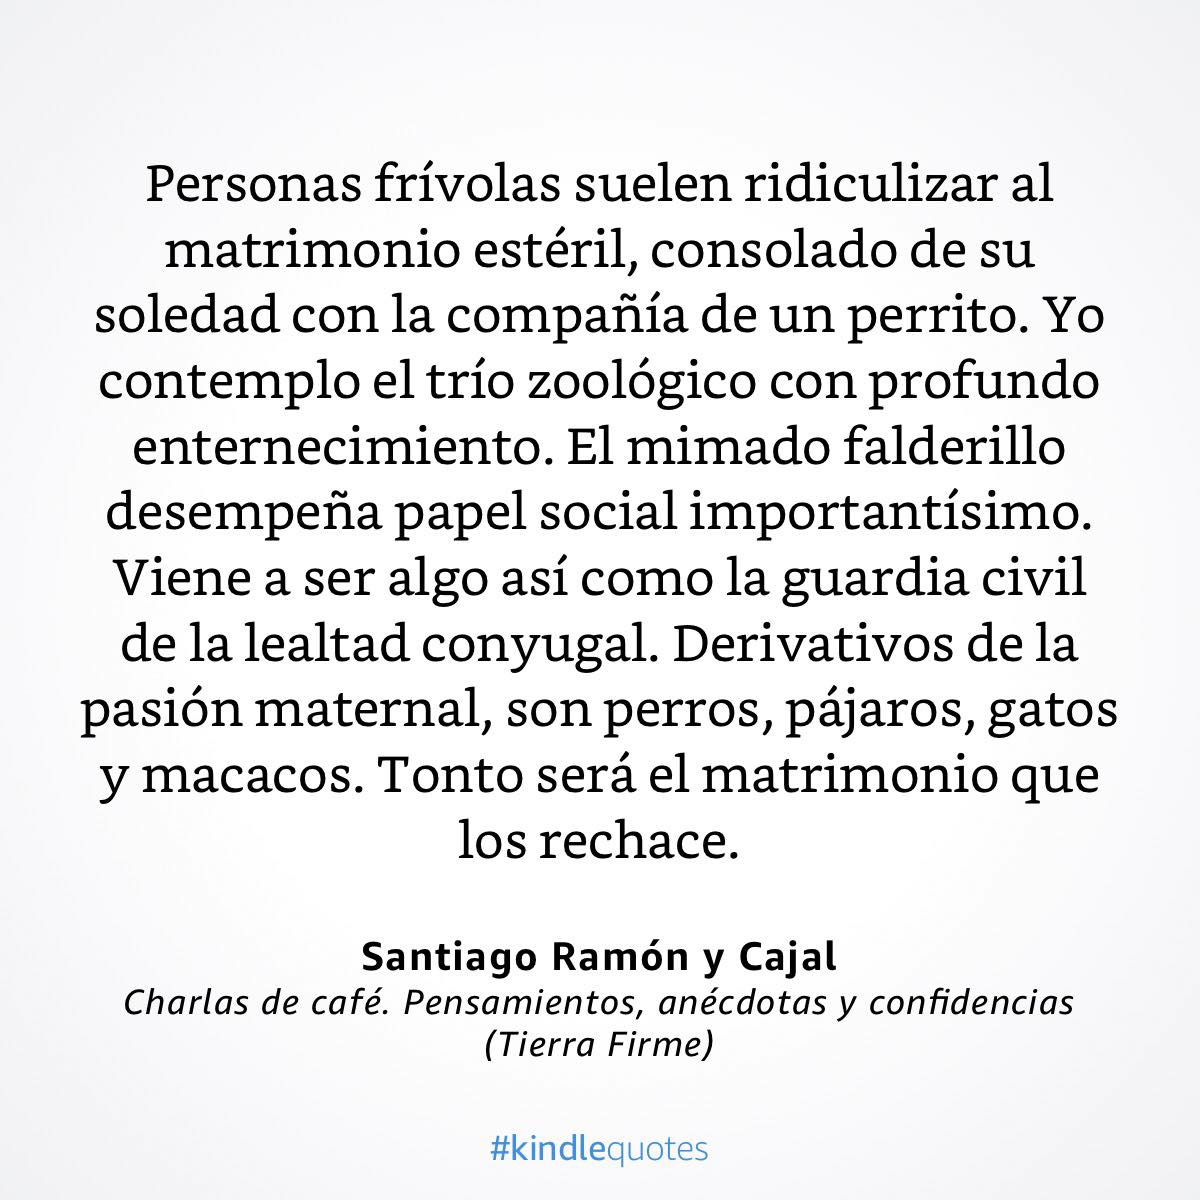 Personas frívolas suelen ridiculizar al
matrimonio estéril, consolado de su
soledad con la compañía de un perrito. Yo
contemplo el trío zoológico con profundo
enternecimiento. El mimado falderillo
desempeña papel social importantísimo.
Viene a ser algo así como la guardia civil
de la lealtad conyugal. Derivativos de la
pasión maternal, son perros, pájaros, gatos
y macacos. Tonto será el matrimonio que
los rechace.
Santiago Ramón y Cajal
Charlas de café. Pensamientos, anécdotas y confidencias
(Tierra Firme)
#kindlequotes